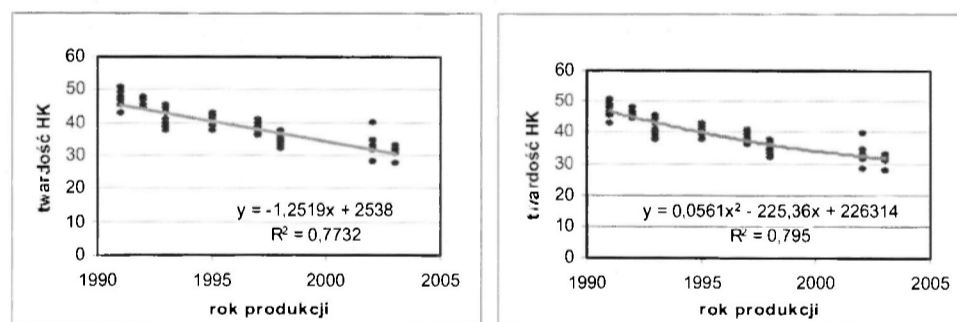 60
50
40
30
20
10
0
twardość HK
y = -1,2519x + 2538
R² = 0,7732
1990 1995 2000 2005
rok produkcji
60
50
40
30
20
10
0
twardość HK
y = 0,0561x² - 225,36x + 226314
R² = 0,795
1990 1995 2000 2005
rok produkcji